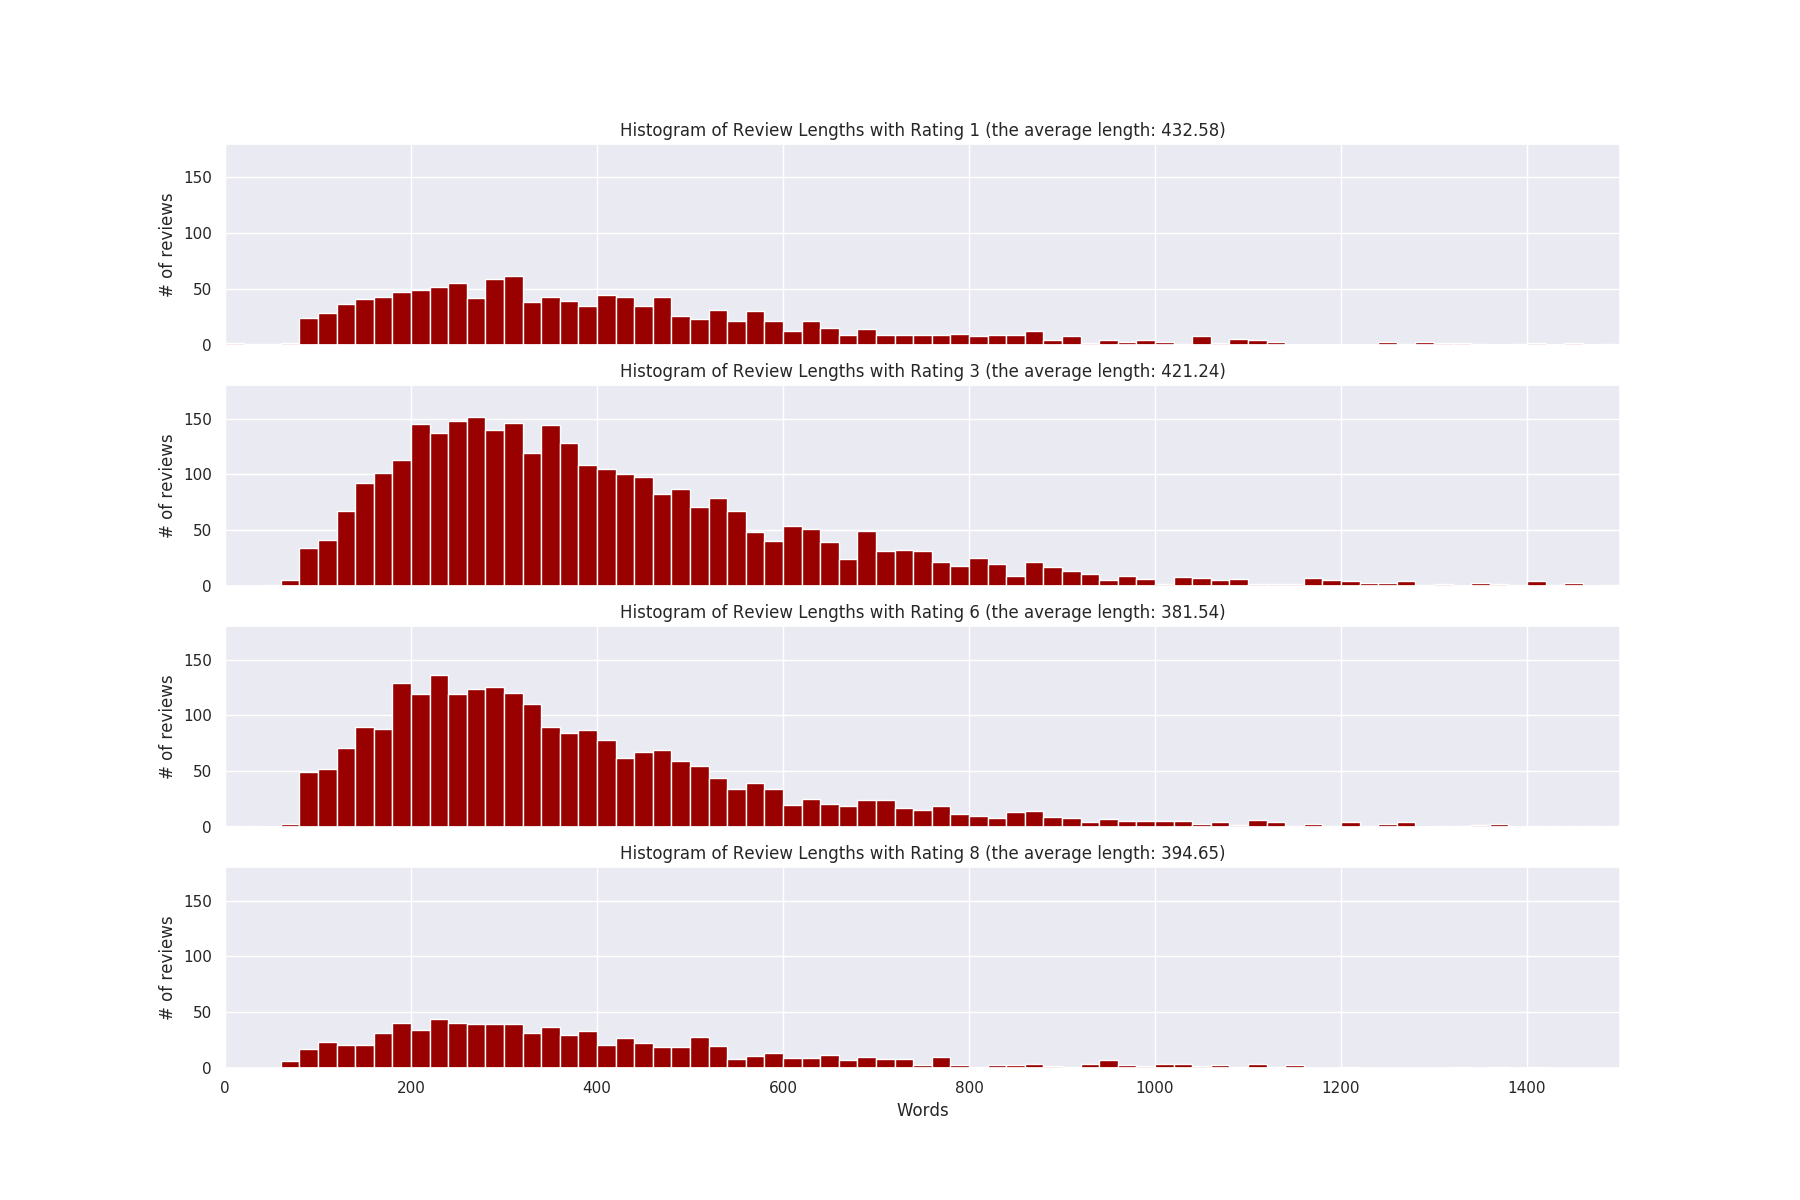 Histogram of Review Lengths with Rating 1 (the average length: 432.58)
150
100
50
0
# of reviews
Histogram of Review Lengths with Rating 3 (the average length: 421.24)
150
100
50
0
# of reviews
Histogram of Review Lengths with Rating 6 (the average length: 381.54)
150
100
50
0
# of reviews
Histogram of Review Lengths with Rating 8 (the average length: 394.65)
150
100
50
0
# of reviews
0 200 400 600 800 1000 1200 1400
Words